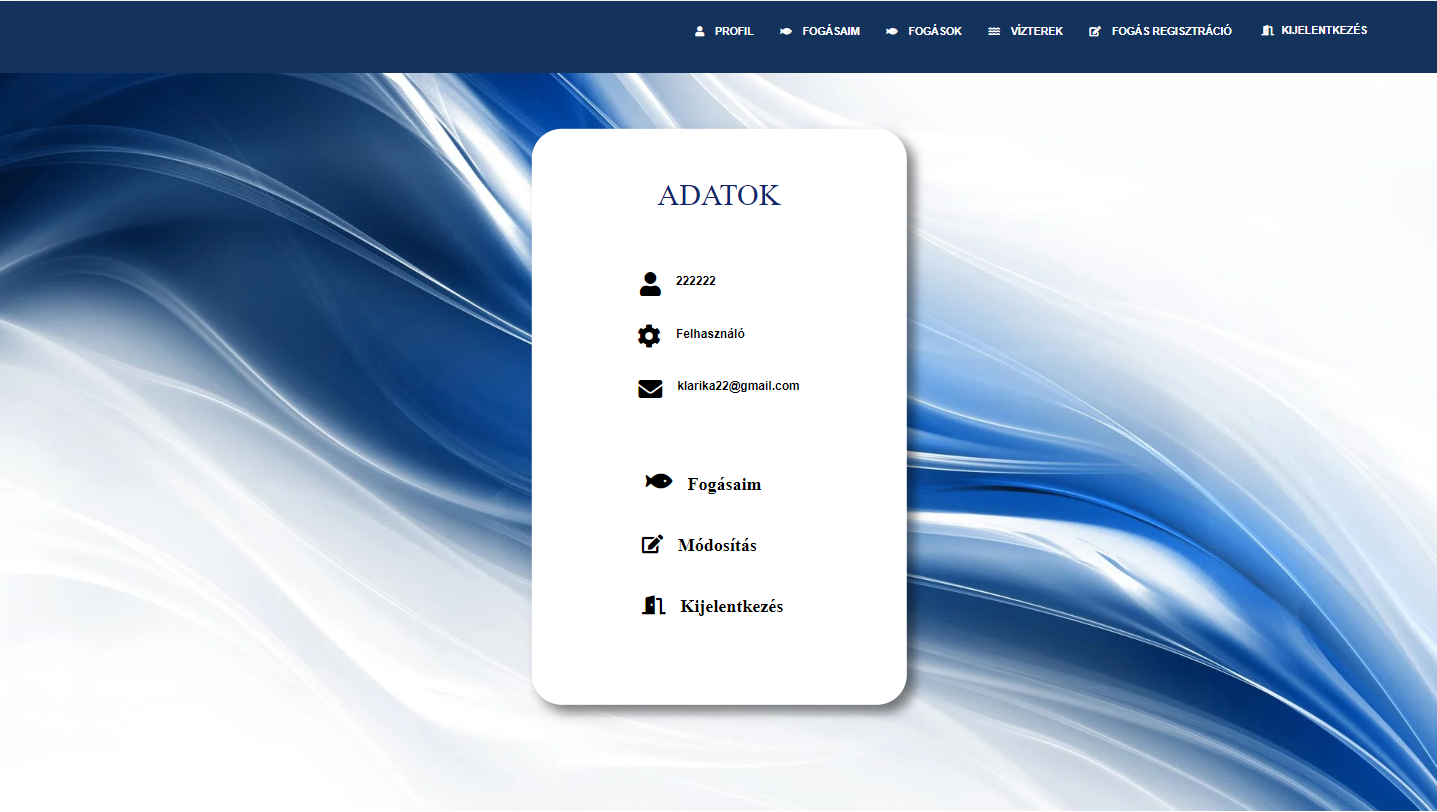 PROFIL FOGÁSAIM FOGÁSOK VÍZTEREK FOGÁS REGISZTRÁCIÓ KIJELENTKEZÉS
ADATOK
222222
Felhasználó
klarika22@gmail.com
Fogásaim
Módosítás
Kijelentkezés